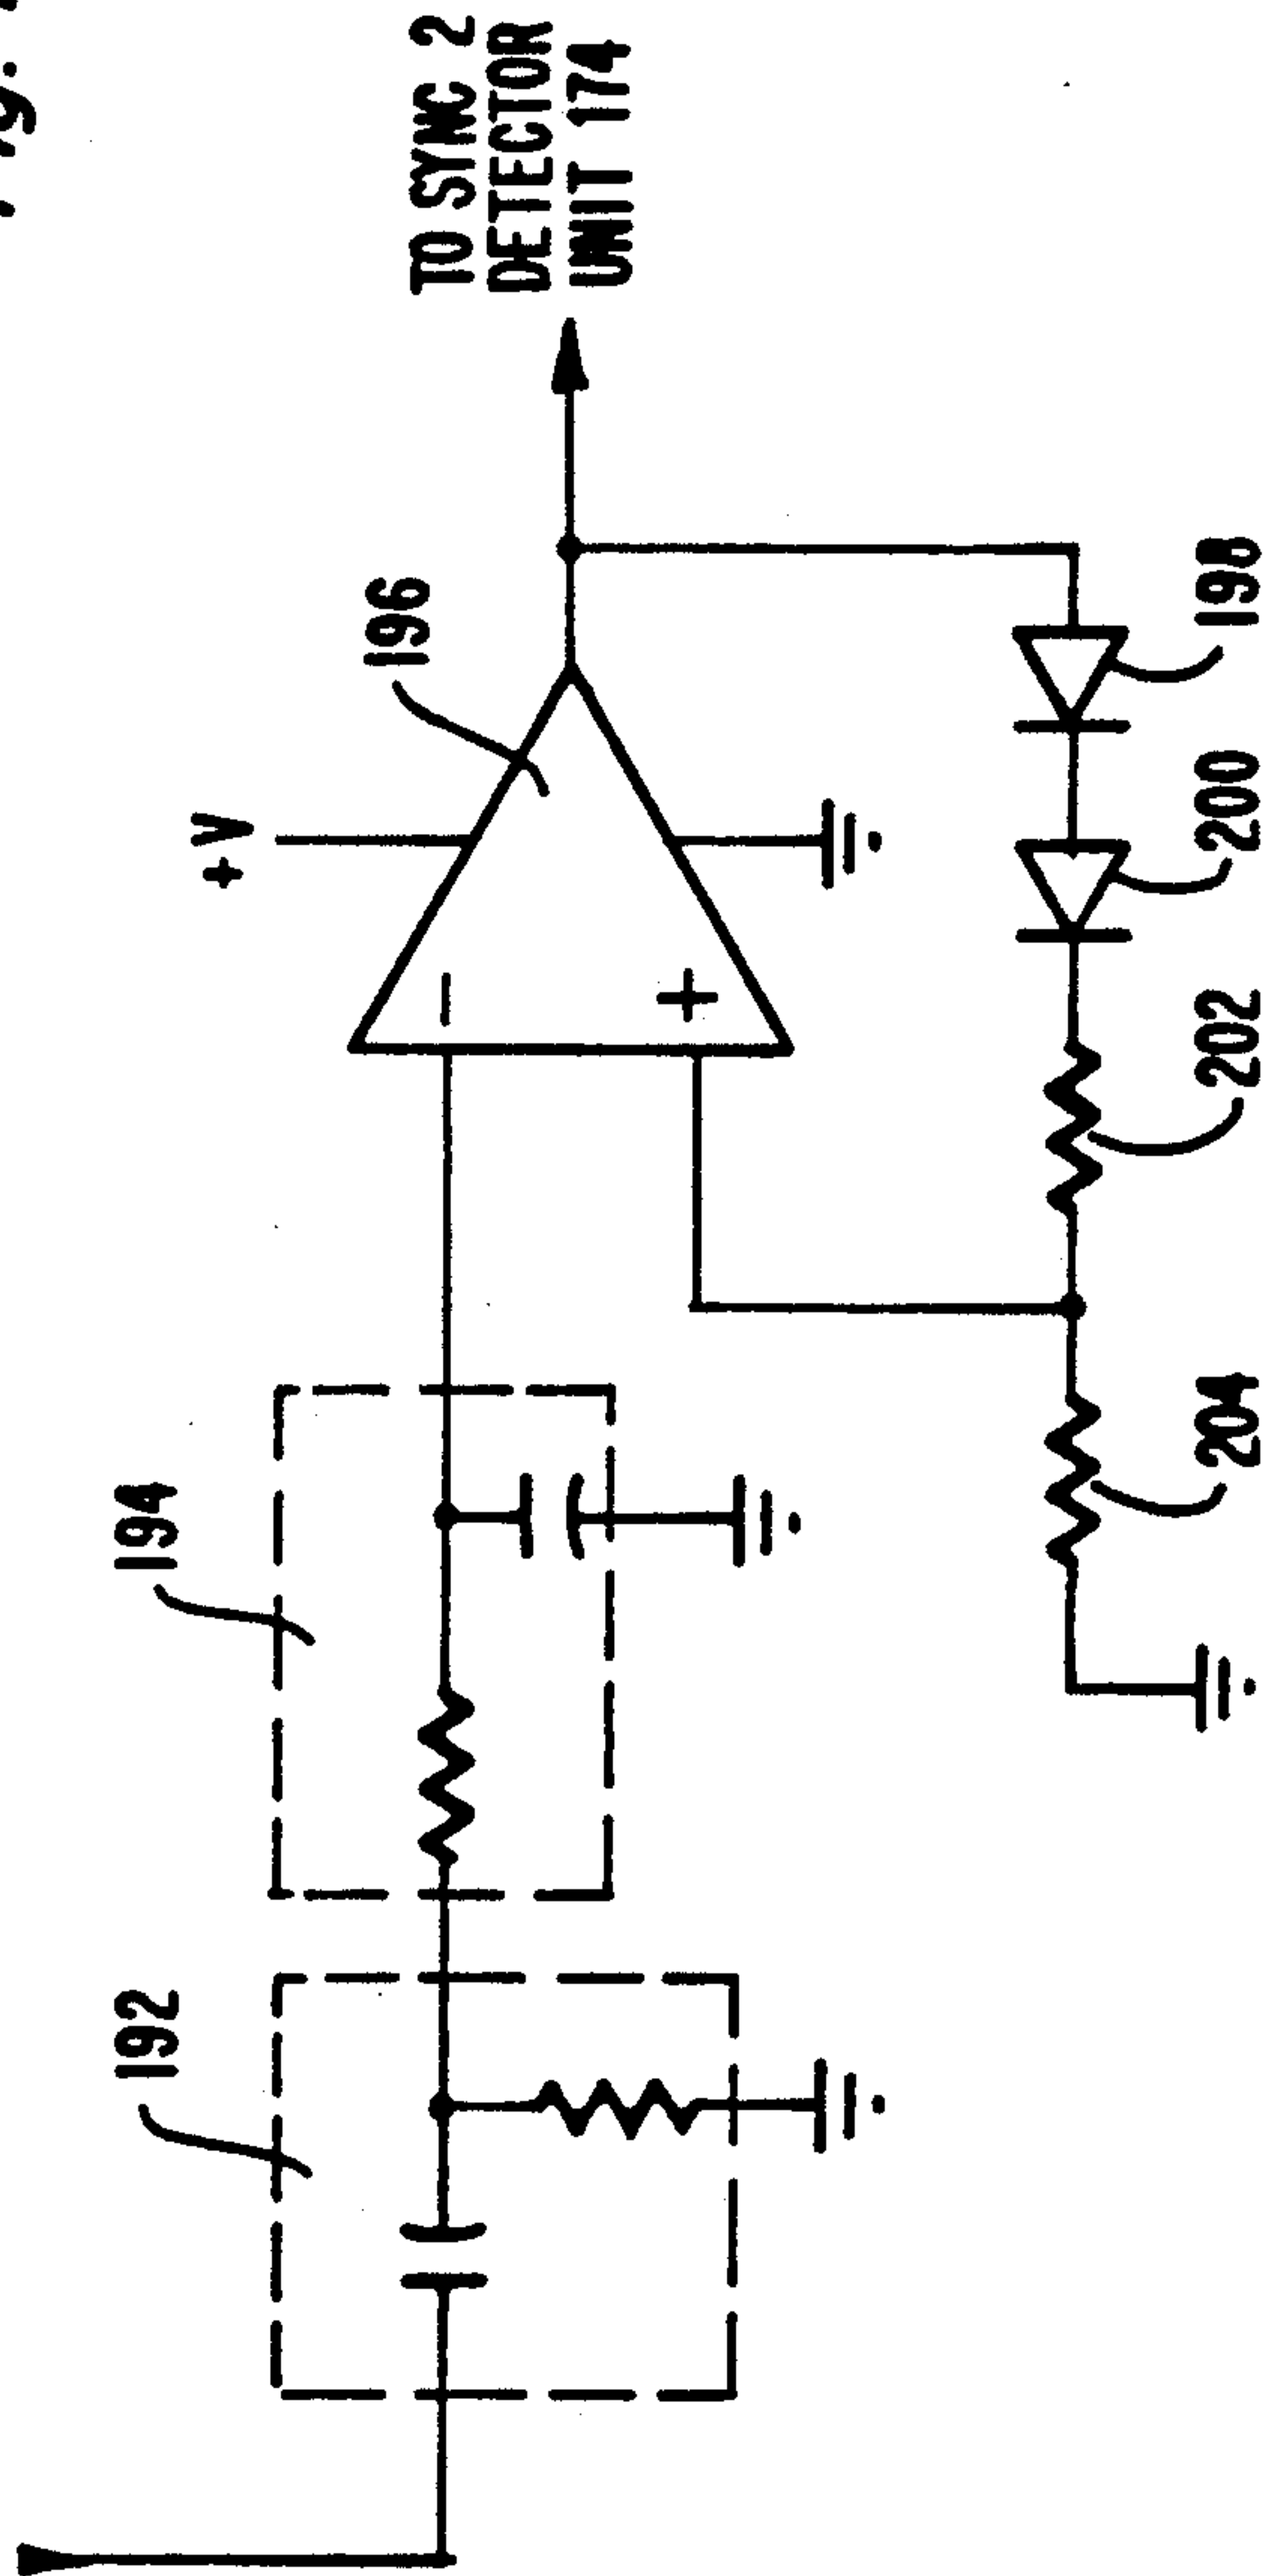 TO SYNC 2
DETECTOR
UNIT 174
+V
196
-
+
194
192
198
200
202
204